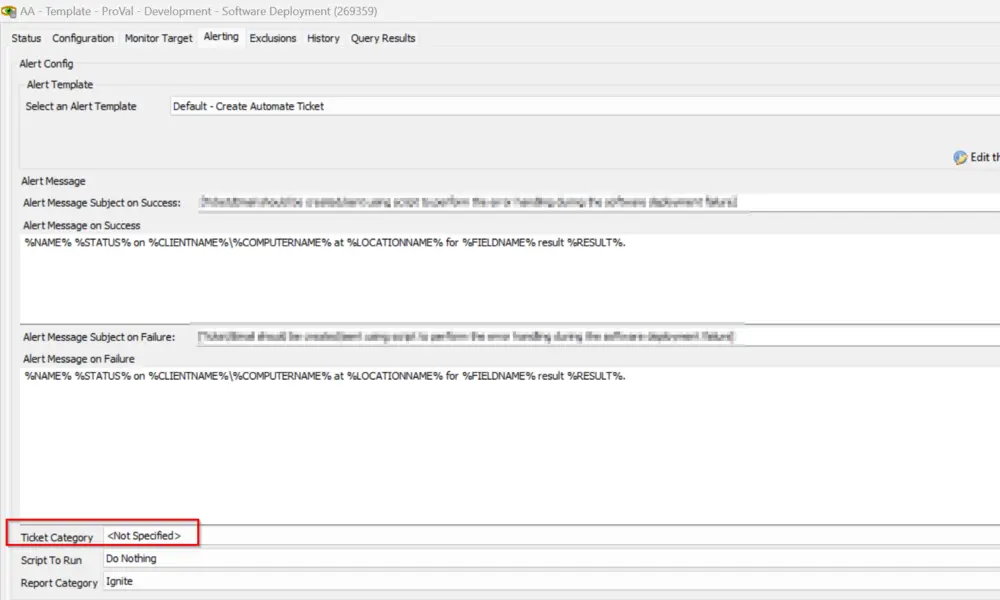 AA - Template - ProVal - Development - Software Deployment (269359)
Status Configuration Monitor Target Alerting Exclusions History Query Results
Alert Config
Alert Template
Select an Alert Template Default - Create Automate Ticket
Edit th
Alert Message
Alert Message Subject on Success:
Alert Message on Success
%NAME% %STATUS% on %CLIENTNAME%\%COMPUTERNAME% at %LOCATIONNAME% for %FIELDNAME% result %RESULT%.
Alert Message Subject on Failure:
Alert Message on Failure
%NAME% %STATUS% on %CLIENTNAME%\%COMPUTERNAME% at %LOCATIONNAME% for %FIELDNAME% result %RESULT%.
Ticket Category <Not Specified>
Script To Run Do Nothing
Report Category Ignite